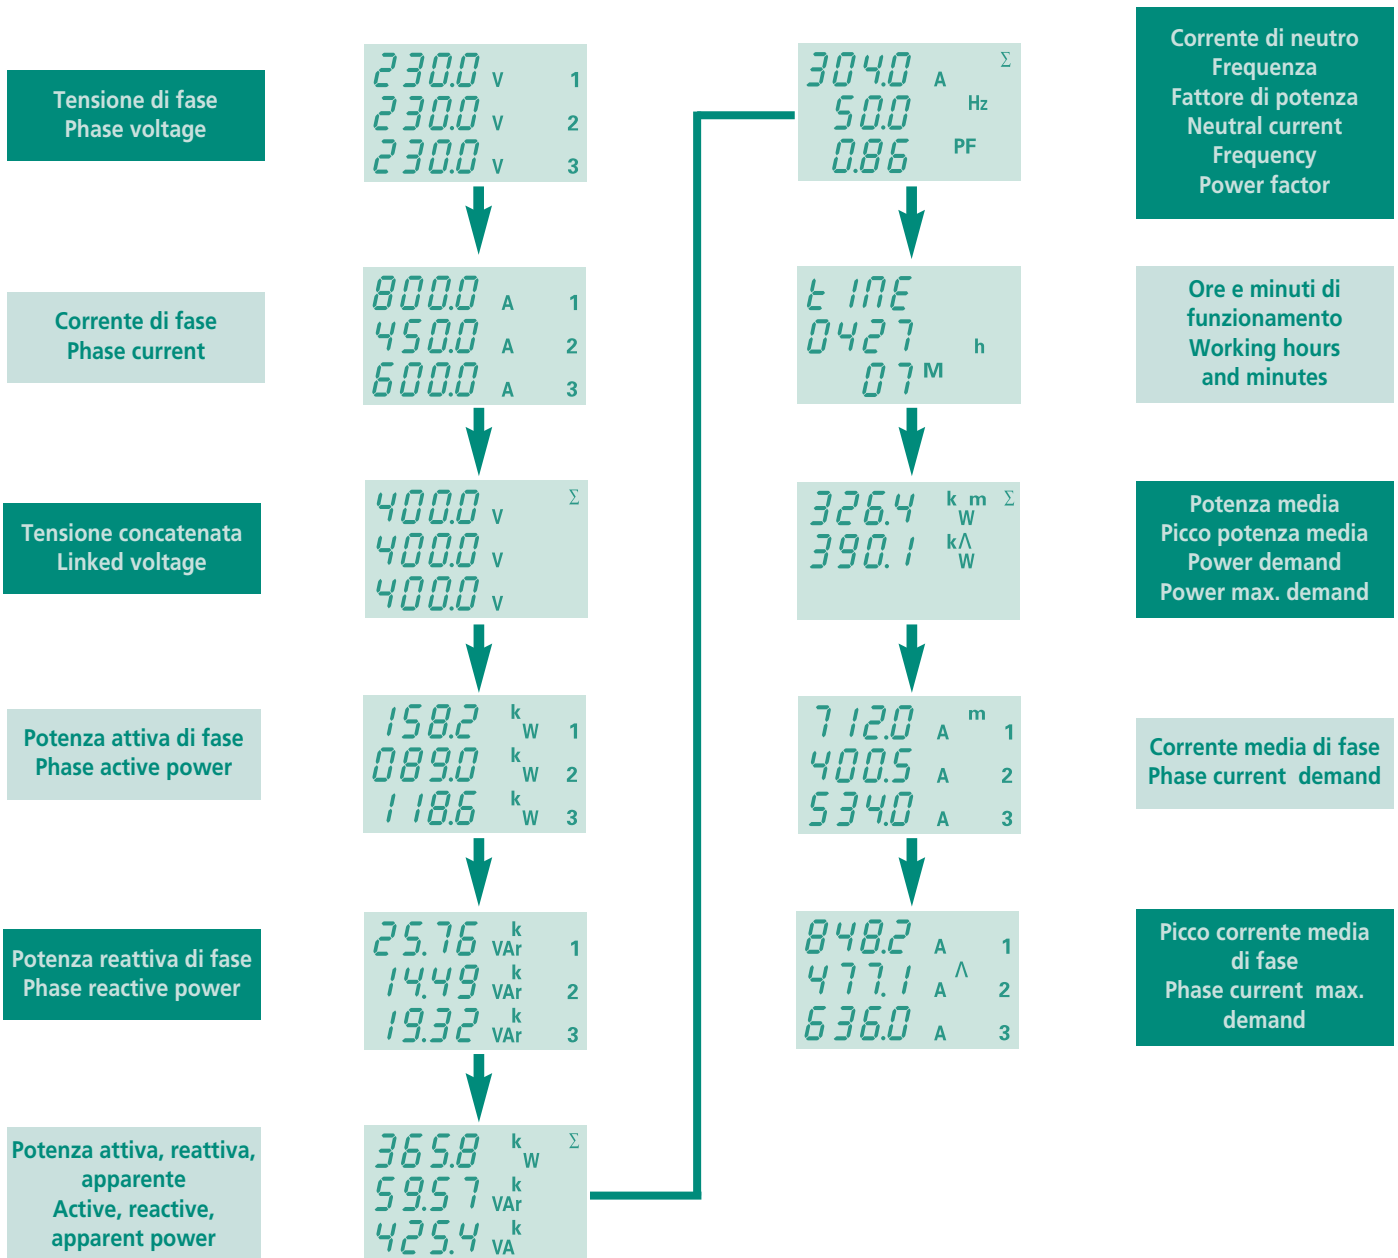 Tensione di fase
Phase voltage
230.0 V 1
230.0 V 2
230.0 V 3
Corrente di fase
Phase current
800.0 A 1
450.0 A 2
600.0 A 3
Tensione concatenata
Linked voltage
400.0 V Σ
400.0 V
400.0 V
Potenza attiva di fase
Phase active power
158.2 kW 1
089.0 kW 2
118.6 kW 3
Potenza reattiva di fase
Phase reactive power
25.76 kVAr 1
14.49 kVAr 2
19.32 kVAr 3
Potenza attiva, reattiva,
apparente
Active, reactive,
apparent power
365.8 kW Σ
59.57 kVAr
425.4 kVA
304.0 A Σ
50.0 Hz
0.86 PF
Corrente di neutro
Frequenza
Fattore di potenza
Neutral current
Frequency
Power factor
tIME
0427 h
07 M
Ore e minuti di
funzionamento
Working hours
and minutes
326.4 kW m Σ
390.1 kW Λ
Potenza media
Picco potenza media
Power demand
Power max. demand
712.0 A m 1
400.5 A 2
534.0 A 3
Corrente media di fase
Phase current demand
848.2 A 1
477.1 A Λ 2
636.0 A 3
Picco corrente media
di fase
Phase current max.
demand